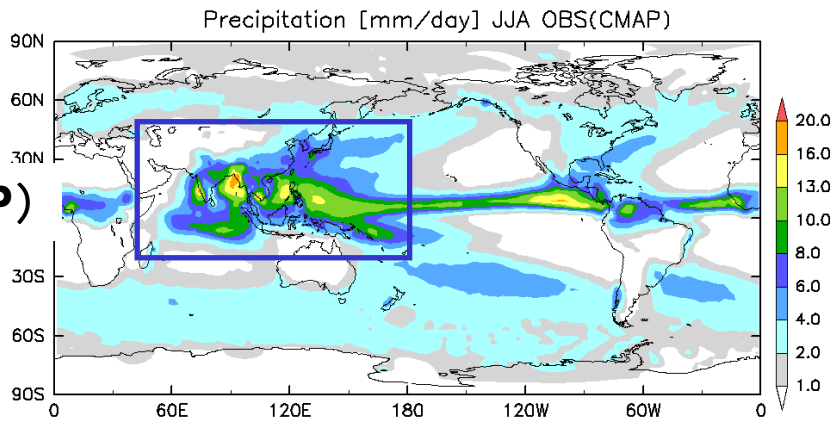 Precipitation [mm/day] JJA OBS(CMAP)
90N
60N
30N
P)
0
30S
60S
90S
0 60E 120E 180 120W 60W 0
20.0
16.0
13.0
10.0
8.0
6.0
4.0
2.0
1.0